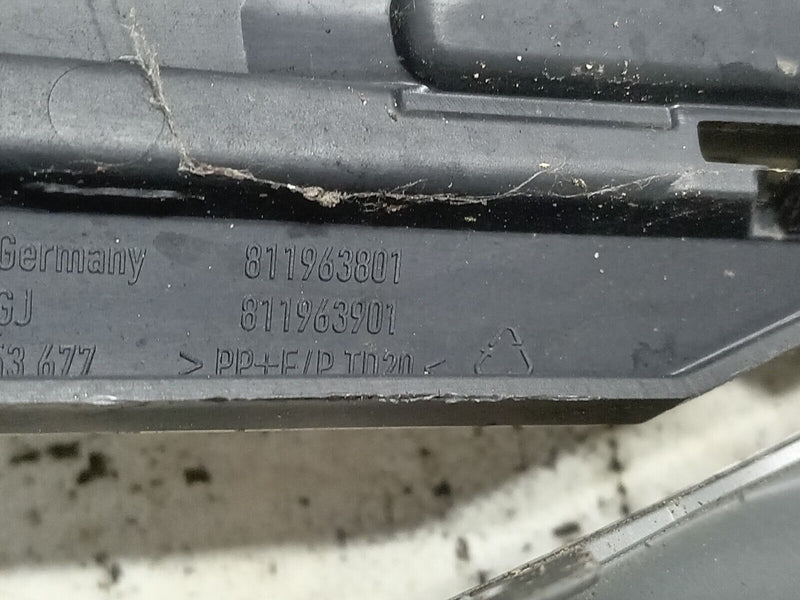 Germany 811963801
GJ 811963901
53 677 >PP+E/P TD20<